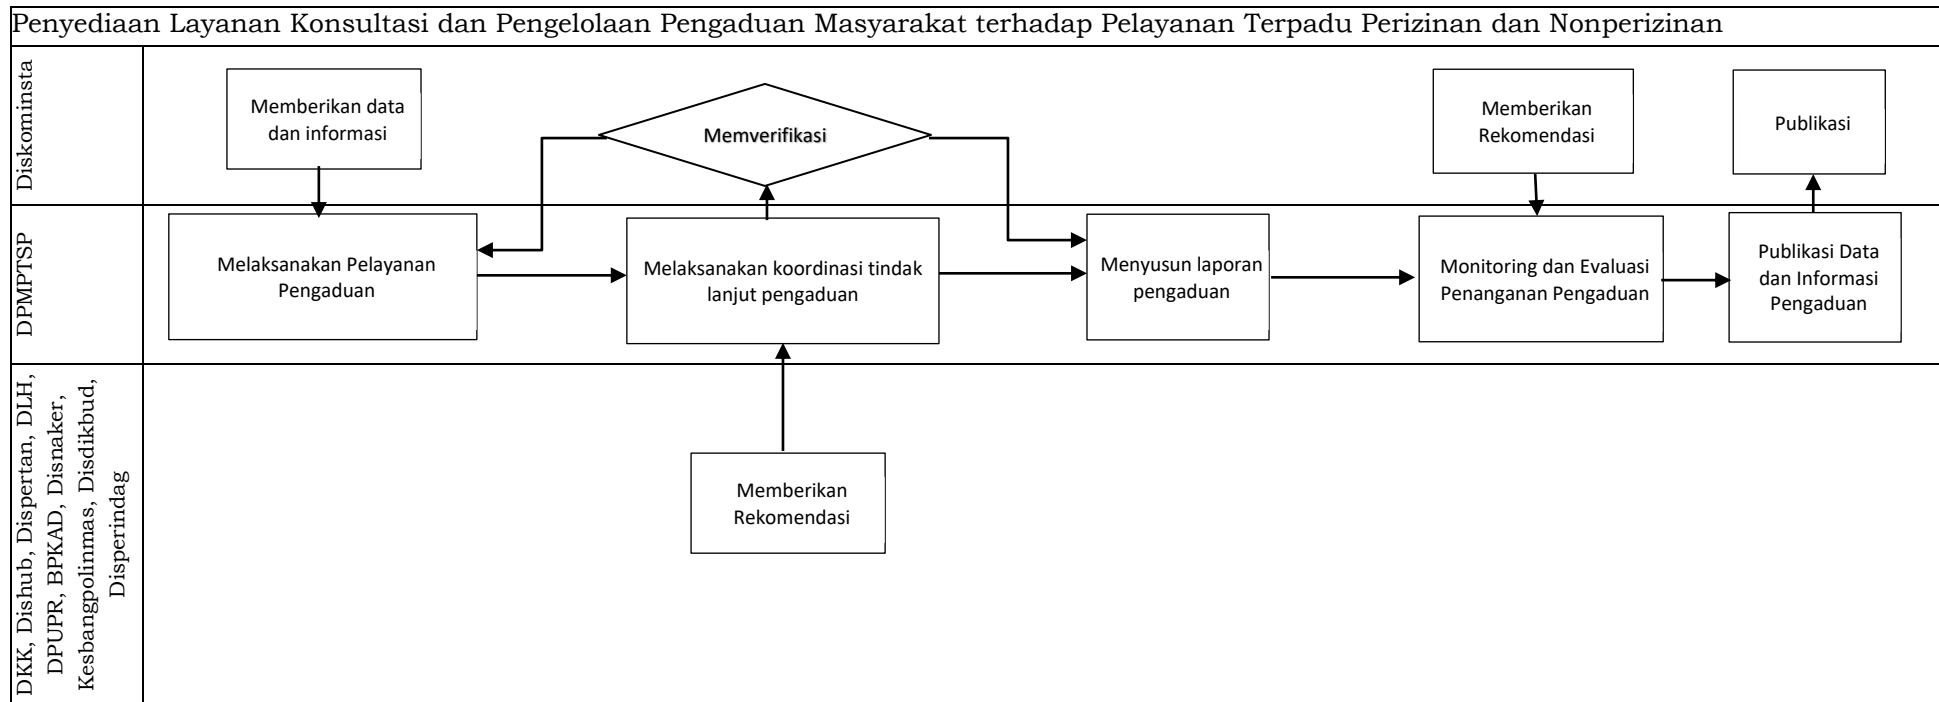 Penyediaan Layanan Konsultasi dan Pengelolaan Pengaduan Masyarakat terhadap Pelayanan Terpadu Perizinan dan Nonperizinan
Diskominsta
Memberikan data
dan informasi
Memverifikasi
Memberikan
Rekomendasi
Publikasi
DPMPTSP
Melaksanakan Pelayanan
Pengaduan
Melaksanakan koordinasi tindak
lanjut pengaduan
Menyusun laporan
pengaduan
Monitoring dan Evaluasi
Penanganan Pengaduan
Publikasi Data
dan Informasi
Pengaduan
DKK, Dishub, Dispertan, DLH,
DPUPR, BPKAD, Disnaker,
Kesbangpolinmas, Disdikbud,
Disperindag
Memberikan
Rekomendasi